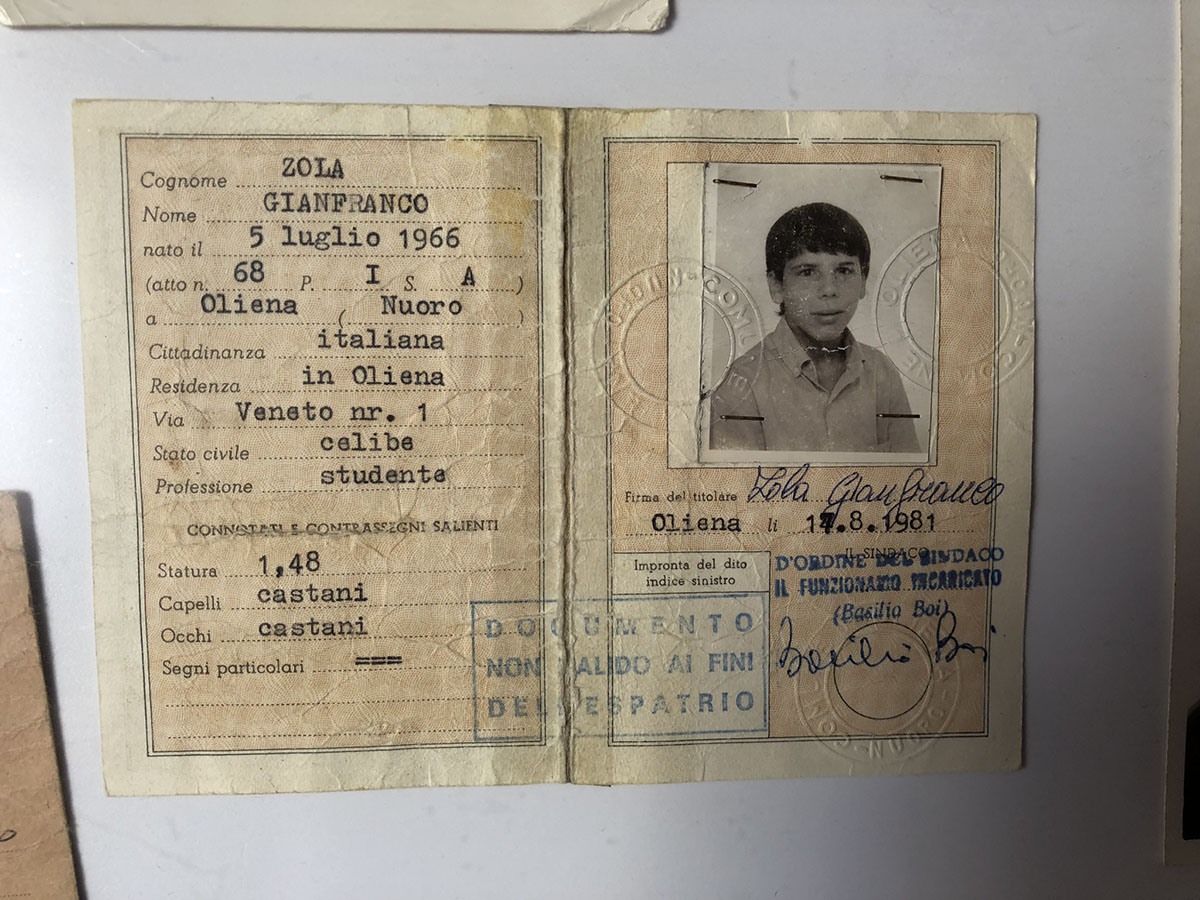 Cognome ZOLA
Nome GIANFRANCO
nato il 5 luglio 1966
(atto n. 68 P. I S. A )
a Oliena ( Nuoro )
Cittadinanza italiana
Residenza in Oliena
Via Veneto nr. 1
Stato civile celibe
Professione studente
CONNOTATI E CONTRASSEGNI SALIENTI
Statura 1,48
Capelli castani
Occhi castani
Segni particolari ===
Firma del titolare Zola Gianfranco
Oliena li 17.8.1981
IL SINDACO
D'ORDINE DEL SINDACO
IL FUNZIONARIO INCARICATO
(Basilio Boi)
Basilio Boi
Impronta del dito
indice sinistro
DOCUMENTO
NON VALIDO AI FINI
DELL'ESPATRIO